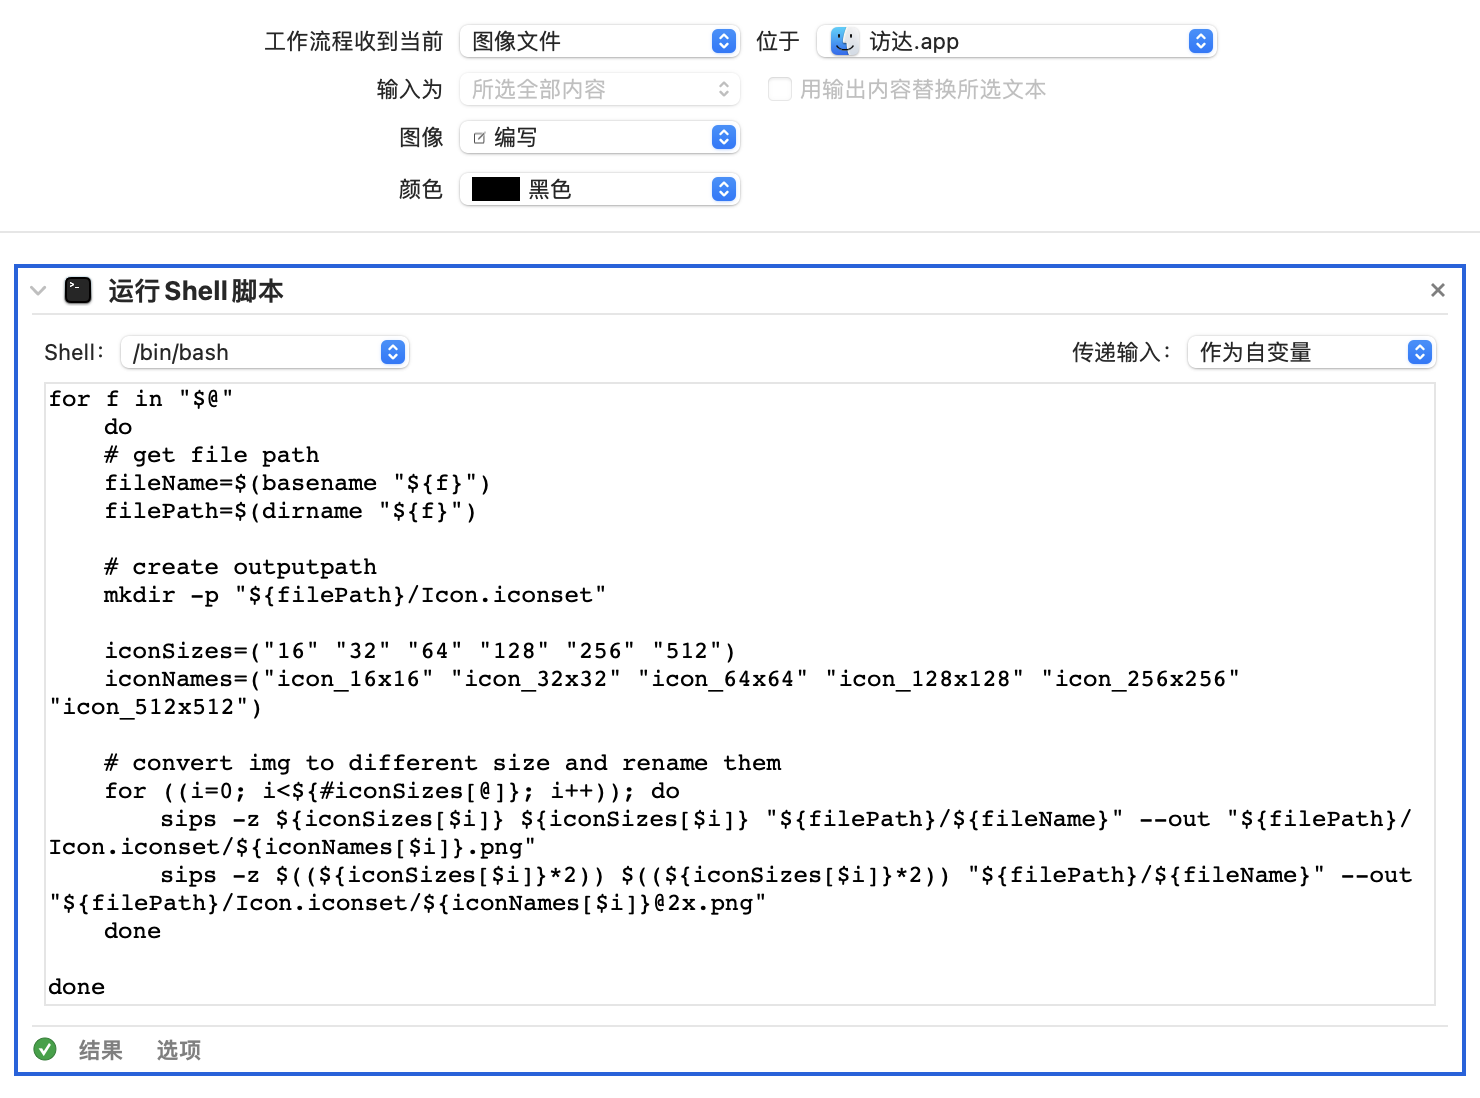 工作流程收到当前 图像文件 位于 访达.app
输入为 所选全部内容 用输出内容替换所选文本
图像 编写
颜色 黑色
运行 Shell 脚本
Shell: /bin/bash 传递输入: 作为自变量
for f in "$@"
    do
    # get file path
    fileName=$(basename "${f}")
    filePath=$(dirname "${f}")

    # create outputpath
    mkdir -p "${filePath}/Icon.iconset"

    iconSizes=("16" "32" "64" "128" "256" "512")
    iconNames=("icon_16x16" "icon_32x32" "icon_64x64" "icon_128x128" "icon_256x256"
"icon_512x512")

    # convert img to different size and rename them
    for ((i=0; i<${#iconSizes[@]}; i++)); do
        sips -z ${iconSizes[$i]} ${iconSizes[$i]} "${filePath}/${fileName}" --out "${filePath}/
Icon.iconset/${iconNames[$i]}.png"
        sips -z $((${iconSizes[$i]}*2)) $((${iconSizes[$i]}*2)) "${filePath}/${fileName}" --out
"${filePath}/Icon.iconset/${iconNames[$i]}@2x.png"
    done

done
结果 选项